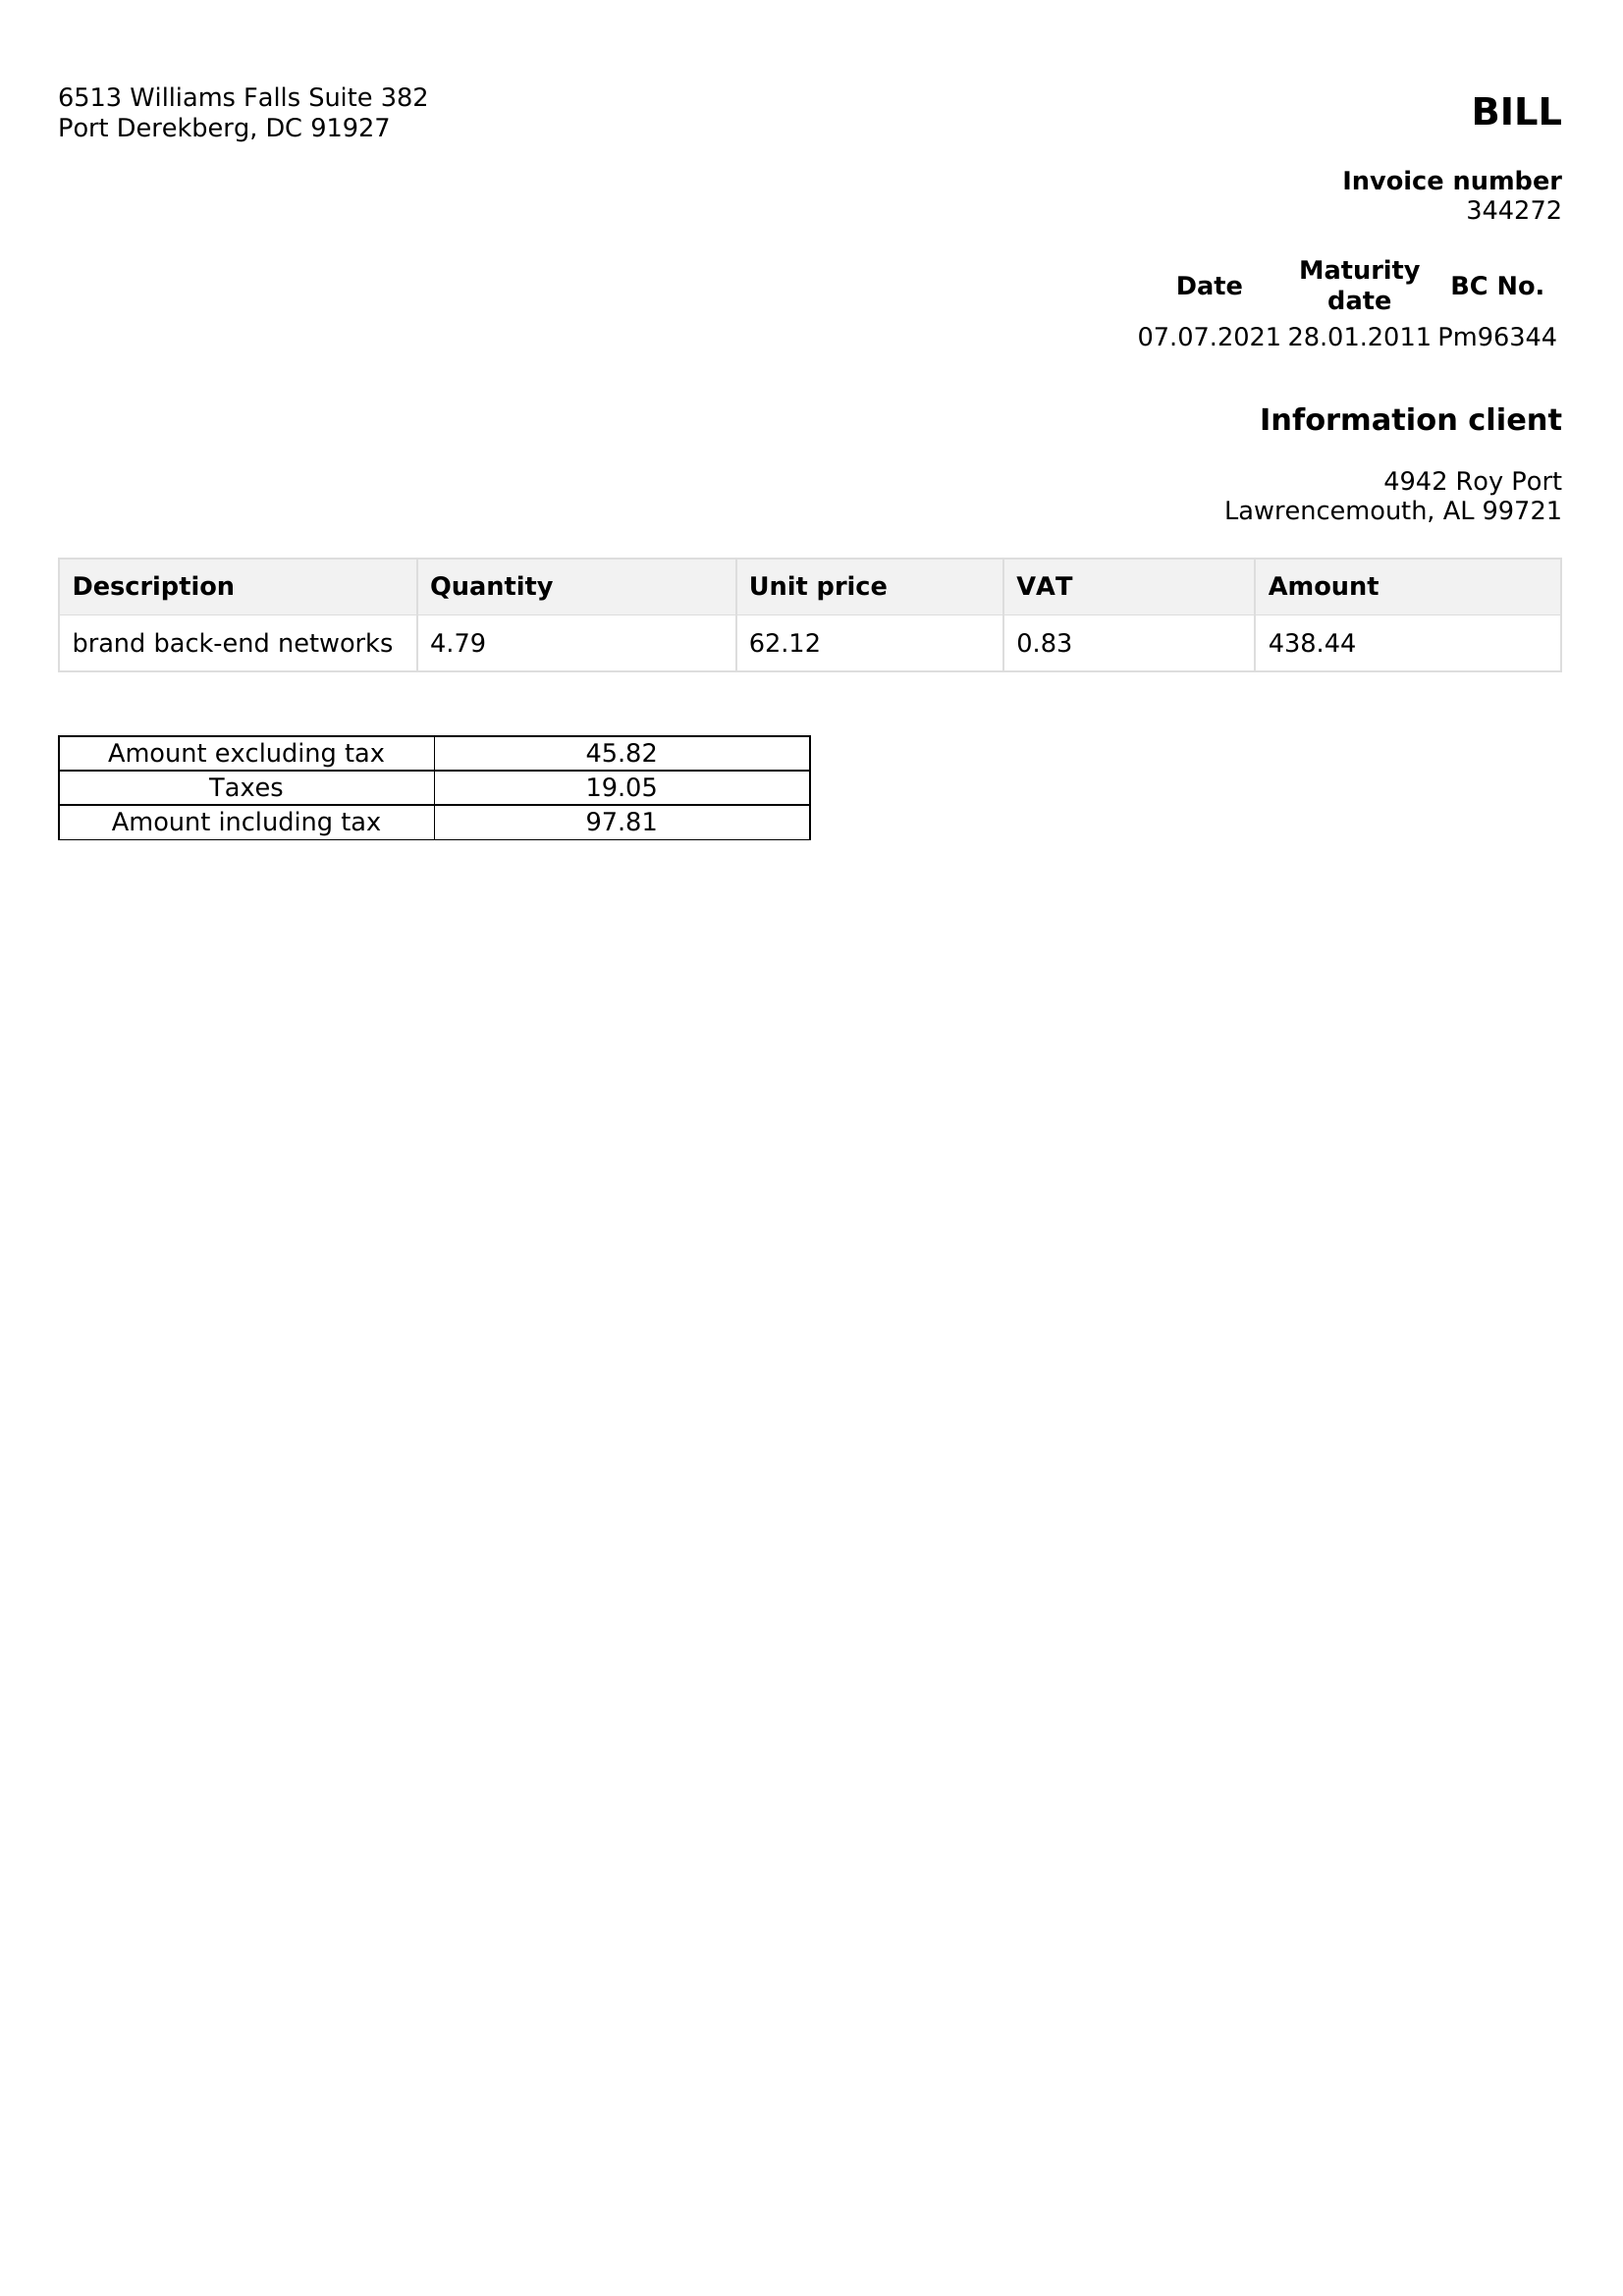 6513 Williams Falls Suite 382
Port Derekberg, DC 91927
BILL
Invoice number
344272
Date Maturity date BC No.
07.07.2021 28.01.2011 Pm96344
Information client
4942 Roy Port
Lawrencemouth, AL 99721
Description Quantity Unit price VAT Amount
brand back-end networks 4.79 62.12 0.83 438.44
Amount excluding tax 45.82
Taxes 19.05
Amount including tax 97.81